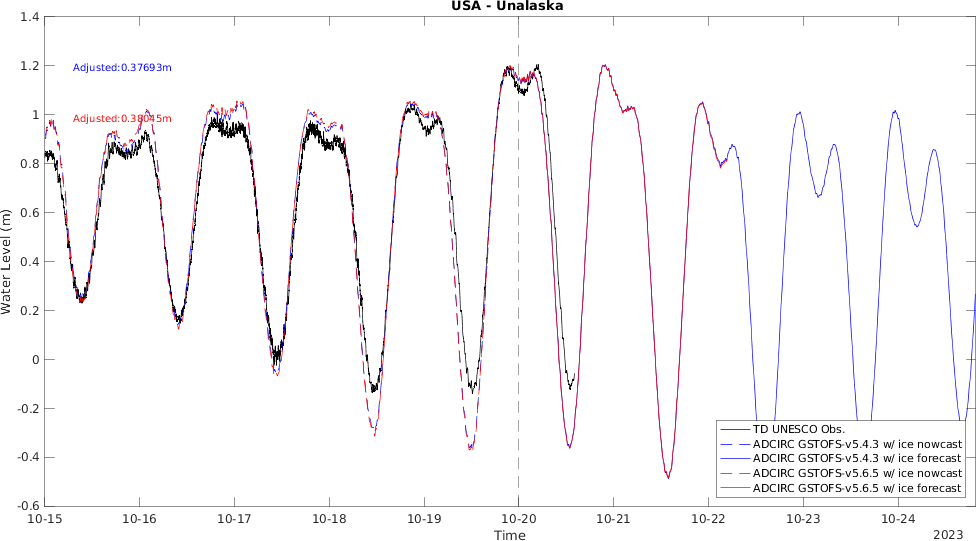 USA - Unalaska
1.4
1.2
1
0.8
0.6
0.4
0.2
0
-0.2
-0.4
-0.6
Water Level (m)
Adjusted:0.37693m
Adjusted:0.38045m
TD UNESCO Obs.
ADCIRC GSTOFS-v5.4.3 w/ ice nowcast
ADCIRC GSTOFS-v5.4.3 w/ ice forecast
ADCIRC GSTOFS-v5.6.5 w/ ice nowcast
ADCIRC GSTOFS-v5.6.5 w/ ice forecast
10-15 10-16 10-17 10-18 10-19 10-20 10-21 10-22 10-23 10-24
Time
2023